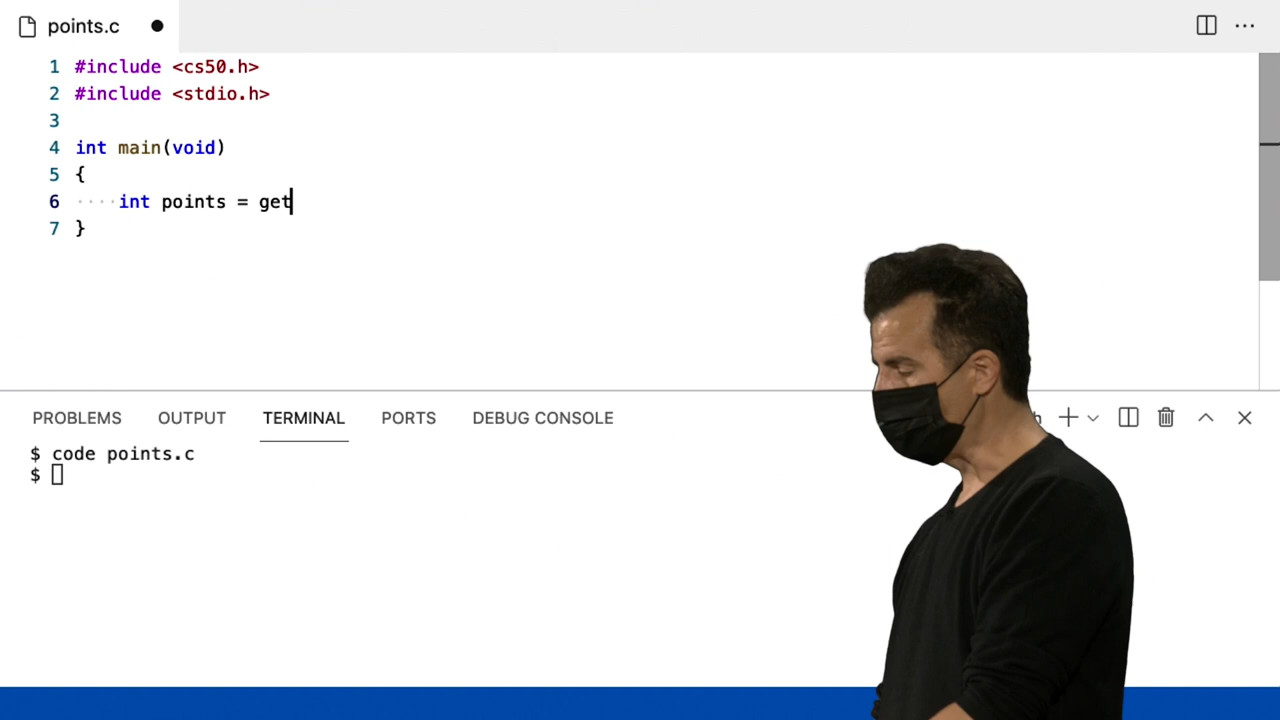 points.c
1 #include <cs50.h>
2 #include <stdio.h>
3
4 int main(void)
5 {
6 ····int points = get
7 }
PROBLEMS OUTPUT TERMINAL PORTS DEBUG CONSOLE
$ code points.c
$